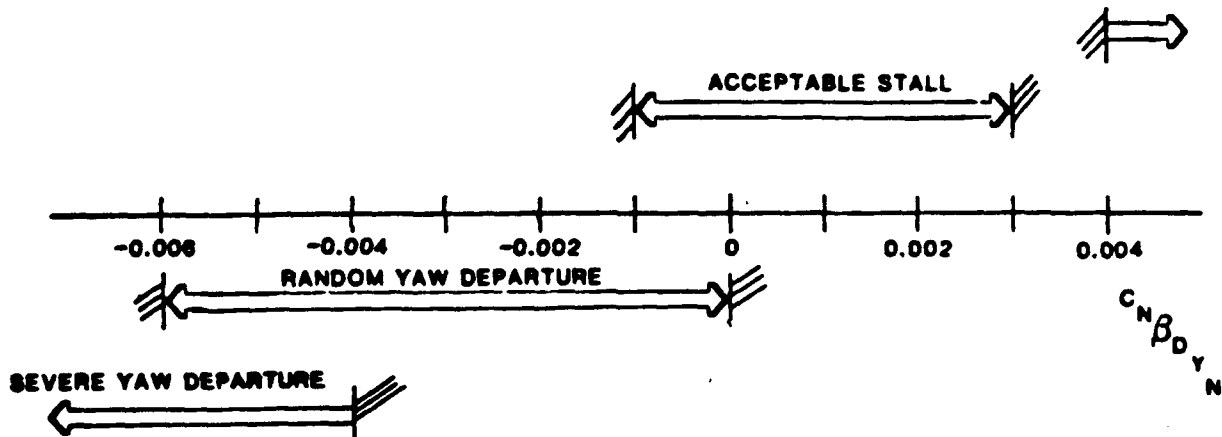 ACCEPTABLE STALL
-0.006 -0.004 -0.002 0 0.002 0.004
RANDOM YAW DEPARTURE
C N β D Y N
SEVERE YAW DEPARTURE